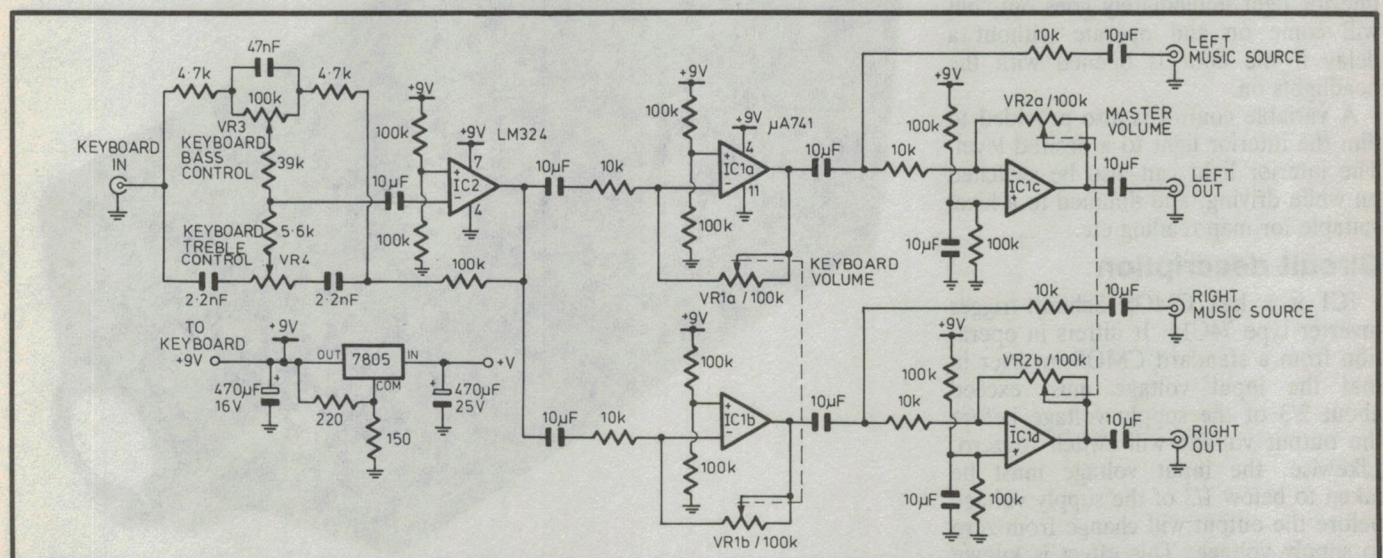 47nF
4·7k
4·7k
100k
VR3
KEYBOARD
BASS
CONTROL
KEYBOARD
IN
39k
10µF
KEYBOARD
TREBLE
CONTROL
5·6k
VR4
2·2nF
2·2nF
100k
+9V
100k
+9V
7
LM324
+
IC2
−
4
100k
10µF
10k
+9V
100k
+9V
4
µA741
+
IC1a
−
11
100k
VR1a/100k
KEYBOARD
VOLUME
10µF
10k
10k
10µF
LEFT
MUSIC SOURCE
+9V
100k
VR2a/100k
MASTER
VOLUME
−
IC1c
+
10µF
LEFT
OUT
10µF
100k
TO
KEYBOARD
+9V
+9V
OUT
7805
IN
COM
+V
+
470µF
16V
220
150
+
470µF
25V
10µF
10k
+9V
100k
+
IC1b
−
100k
VR1b/100k
10µF
10k
10k
10µF
RIGHT
MUSIC SOURCE
+9V
100k
VR2b/100k
−
IC1d
+
10µF
RIGHT
OUT
10µF
100k